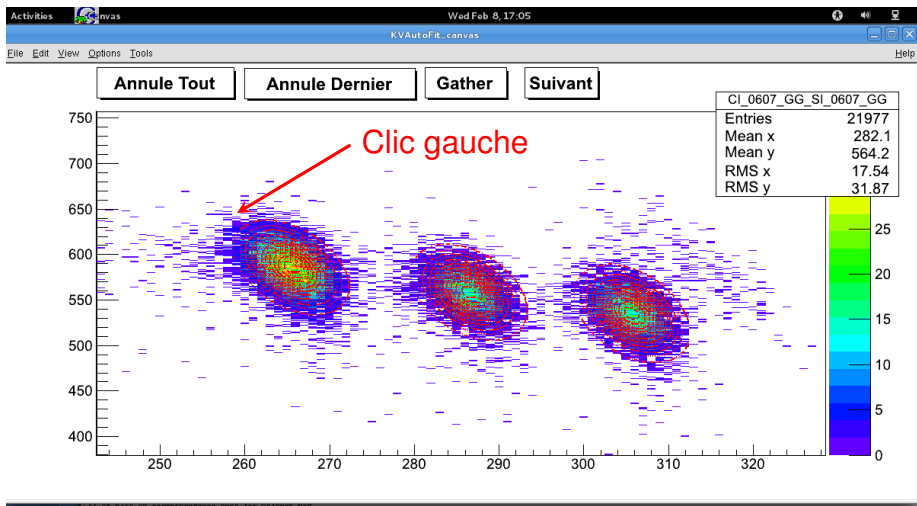 Activities
Canvas
Wed Feb 8, 17:05
KVAutoFit_canvas
File Edit View Options Tools
Help
Annule Tout
Annule Dernier
Gather
Suivant
CI_0607_GG_SI_0607_GG
Entries 21977
Mean x 282.1
Mean y 564.2
RMS x 17.54
RMS y 31.87
Clic gauche
750
700
650
600
550
500
450
400
250 260 270 280 290 300 310 320
25
20
15
10
5
0